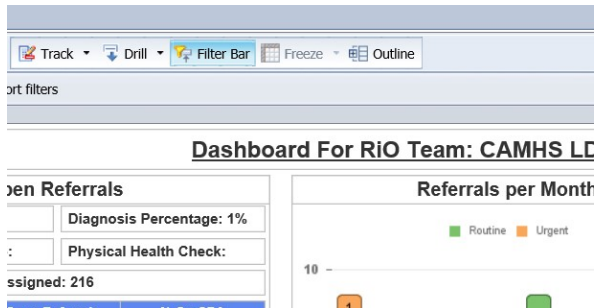 Track Drill Filter Bar Freeze Outline
ort filters
Dashboard For RiO Team: CAMHS LD
pen Referrals
Referrals per Month
Diagnosis Percentage: 1%
Routine Urgent
: Physical Health Check:
ssigned: 216
10
1